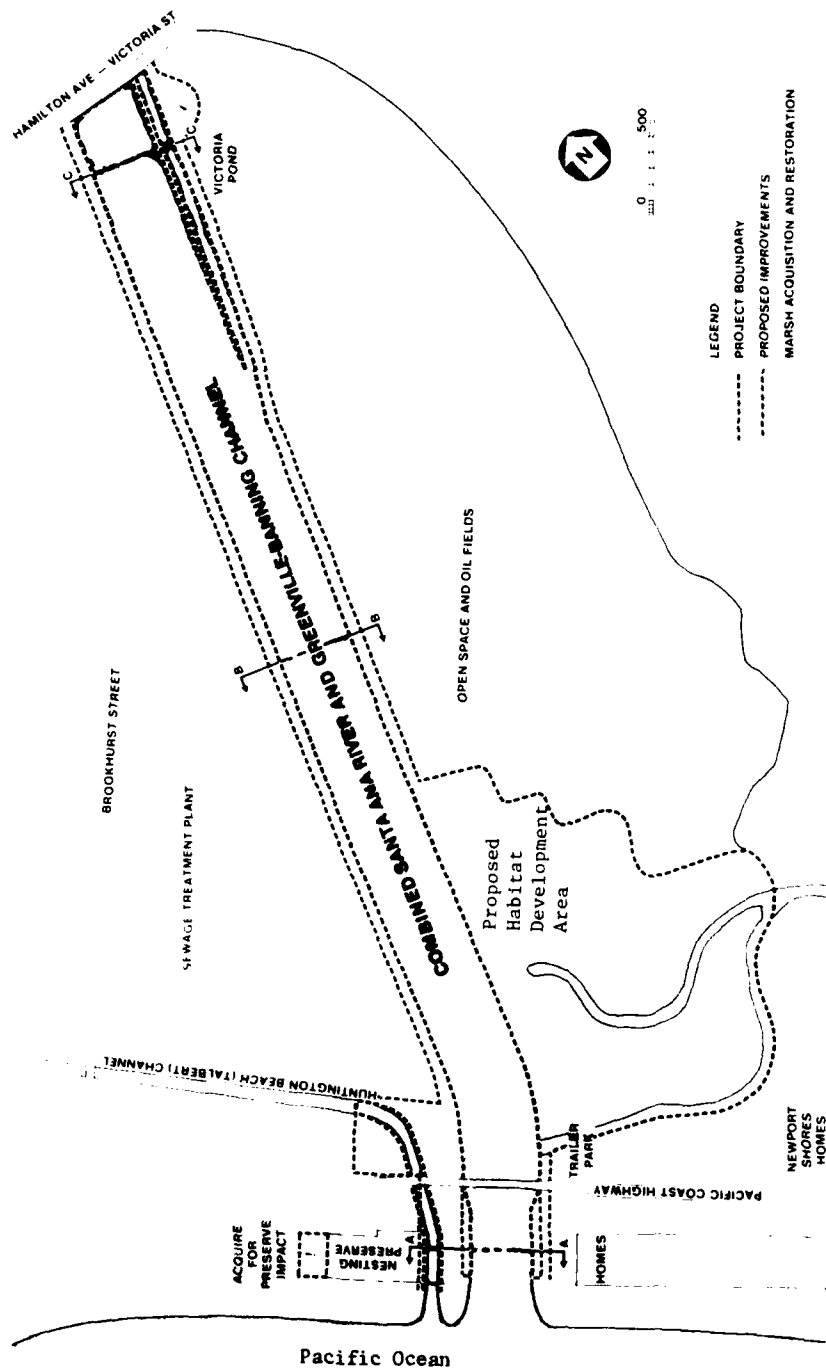 HAMILTON AVE – VICTORIA ST
C
C
VICTORIA
POND
BROOKHURST STREET
SEWAGE TREATMENT PLANT
COMBINED SANTA ANA RIVER AND GREENVILLE-BANNING CHANNEL
B
B
OPEN SPACE AND OIL FIELDS
N
0 500
LEGEND
PROJECT BOUNDARY
PROPOSED IMPROVEMENTS
MARSH ACQUISITION AND RESTORATION
Proposed
Habitat
Development
Area
HUNTINGTON BEACH (TALBERT) CHANNEL
ACQUIRE
FOR
PRESERVE
IMPACT
NESTING
PRESERVE
A
A
TRAILER
PARK
PACIFIC COAST HIGHWAY
HOMES
NEWPORT
SHORES
HOMES
Pacific Ocean